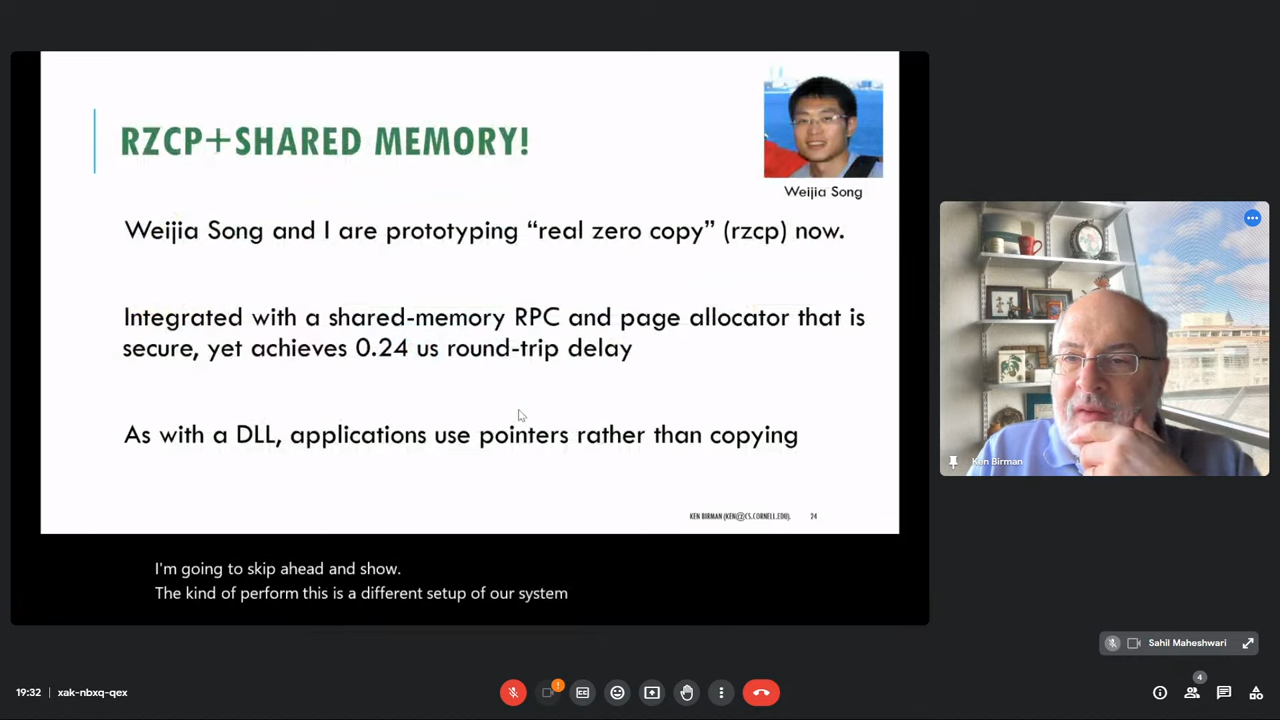 RZCP+SHARED MEMORY!
Weijia Song
Weijia Song and I are prototyping “real zero copy” (rzcp) now.
Integrated with a shared-memory RPC and page allocator that is
secure, yet achieves 0.24 us round-trip delay
As with a DLL, applications use pointers rather than copying
KEN BIRMAN (KEN@CS.CORNELL.EDU).
24
I'm going to skip ahead and show.
The kind of perform this is a different setup of our system
Ken Birman
Sahil Maheshwari
19:32
xak-nbxq-qex
4